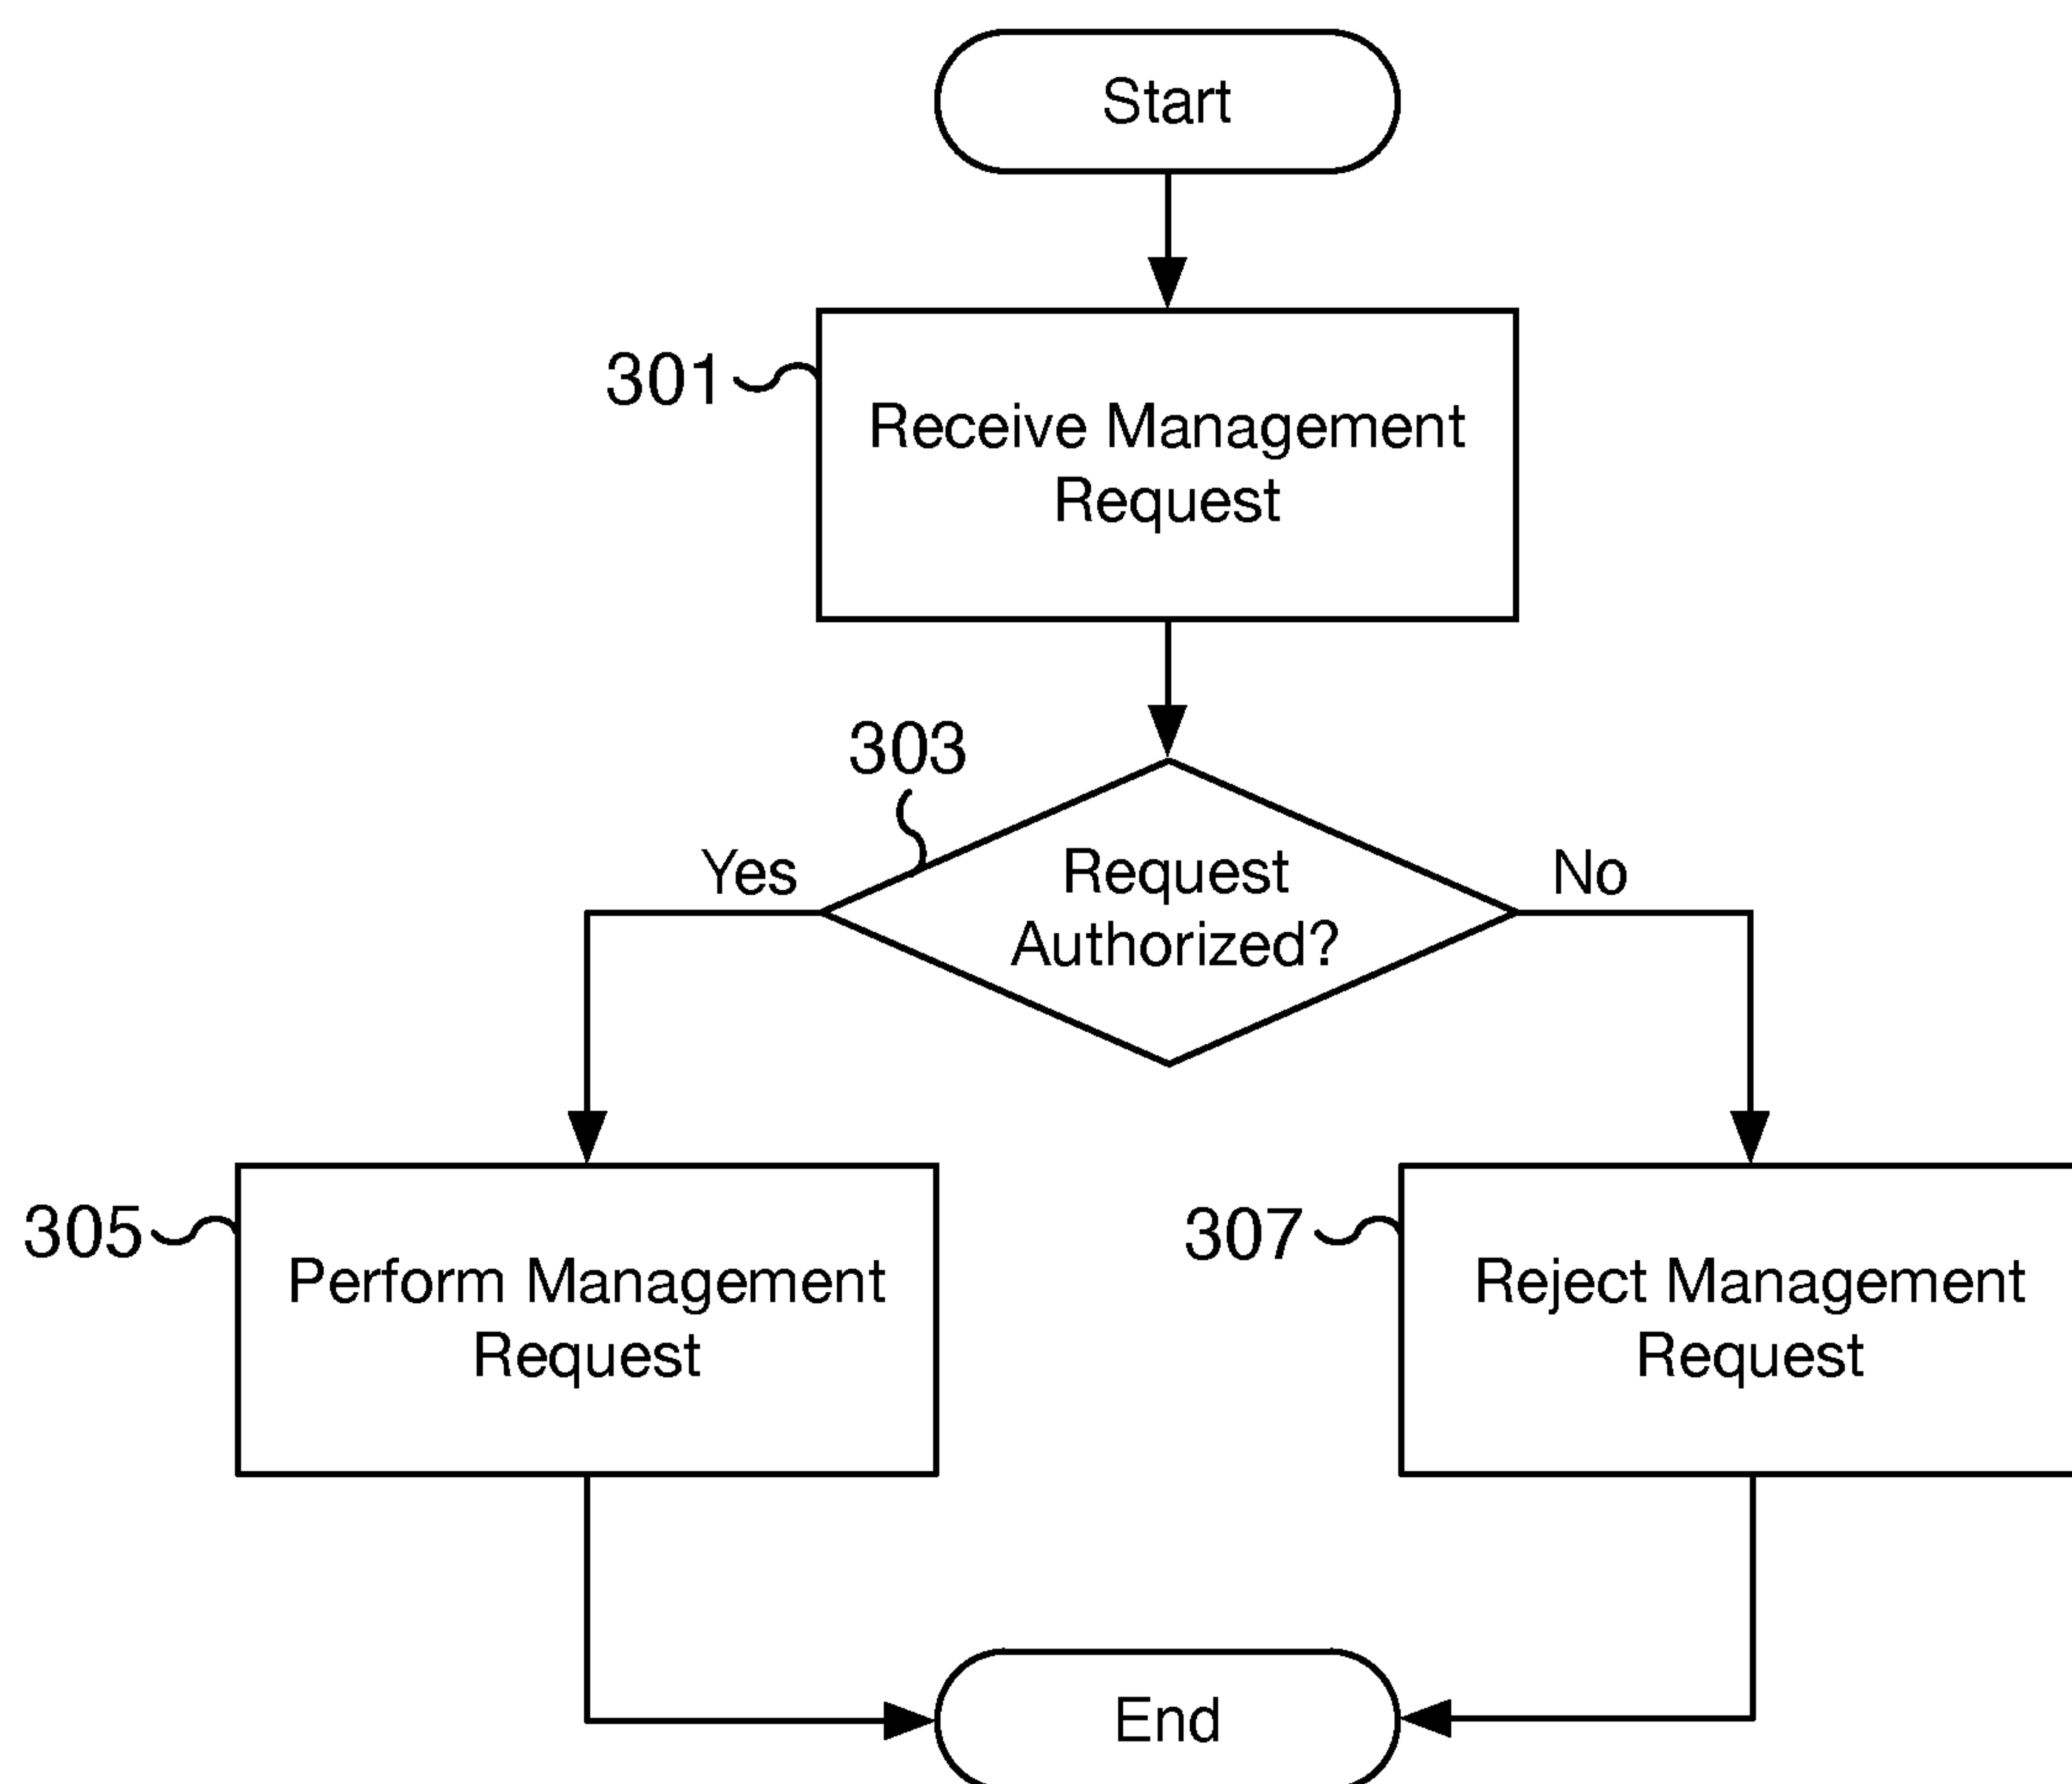 Start
301
Receive Management
Request
303
Yes
Request
Authorized?
No
305
Perform Management
Request
307
Reject Management
Request
End